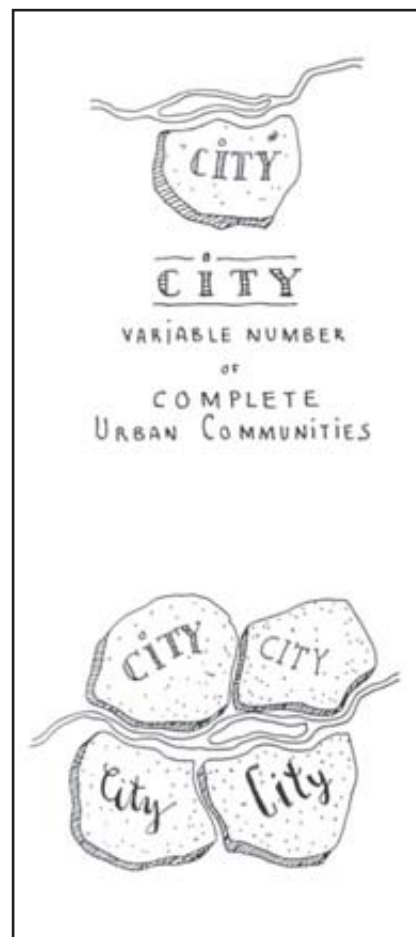 CiTY
CiTY
VARiABLE NUMBER
OF
COMPLETE
URBAN COMMUNiTiES
CiTY
CITY
City
City